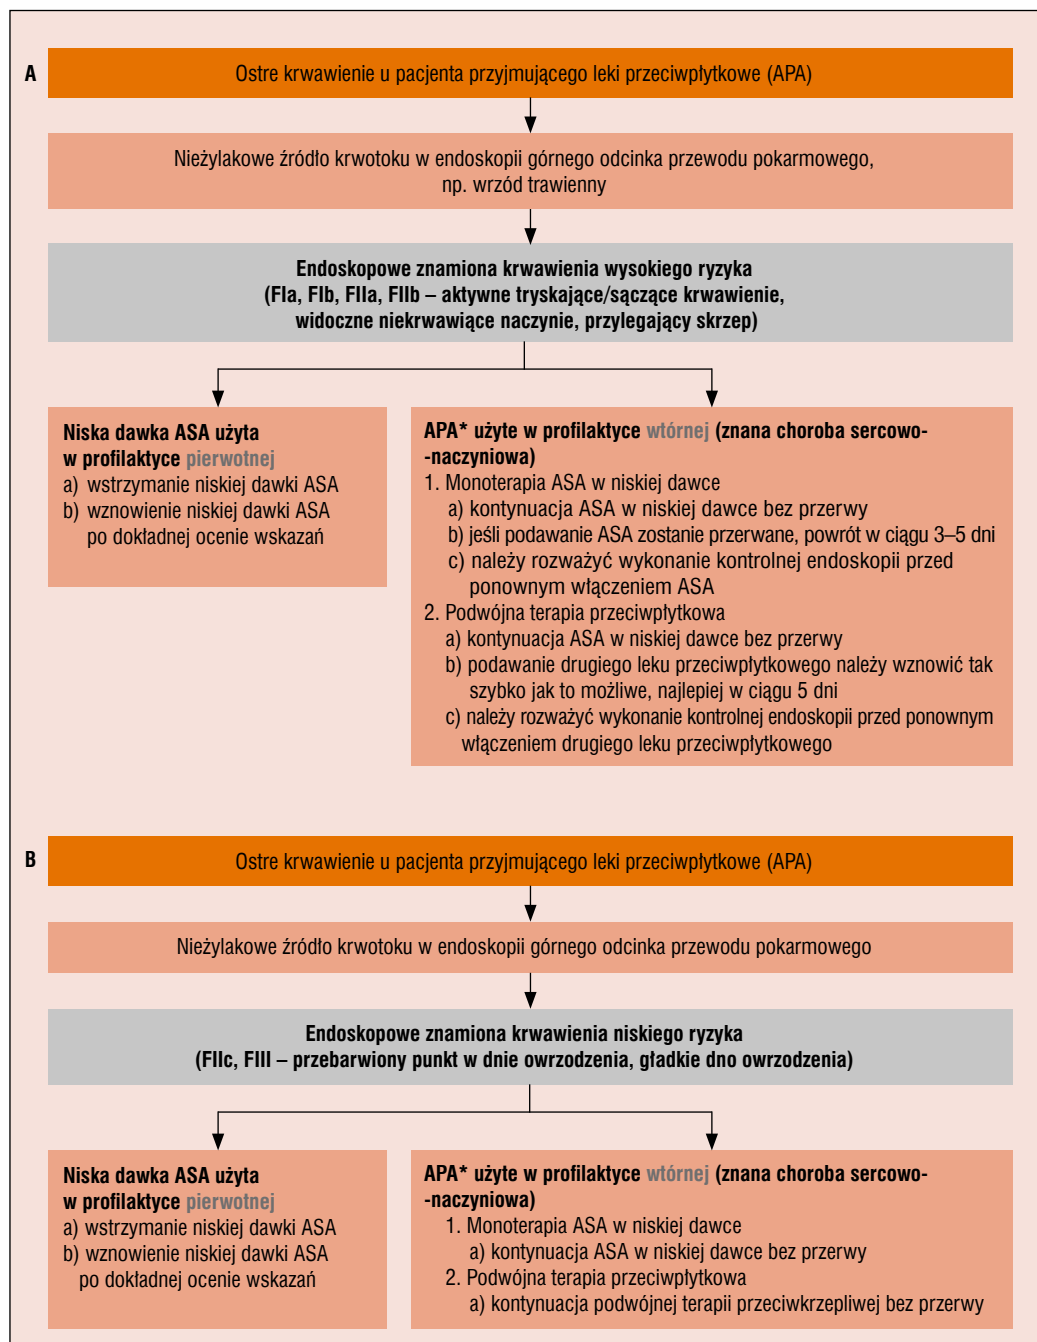 A
Ostre krwawienie u pacjenta przyjmującego leki przeciwpłytkowe (APA)
Nieżylakowe źródło krwotoku w endoskopii górnego odcinka przewodu pokarmowego,
np. wrzód trawienny
Endoskopowe znamiona krwawienia wysokiego ryzyka
(FIa, FIb, FIIa, FIIb – aktywne tryskające/sączące krwawienie,
widoczne niekrwawiące naczynie, przylegający skrzep)
Niska dawka ASA użyta
w profilaktyce pierwotnej
a) wstrzymanie niskiej dawki ASA
b) wznowienie niskiej dawki ASA
po dokładnej ocenie wskazań
APA* użyte w profilaktyce wtórnej (znana choroba sercowo-
-naczyniowa)
1. Monoterapia ASA w niskiej dawce
a) kontynuacja ASA w niskiej dawce bez przerwy
b) jeśli podawanie ASA zostanie przerwane, powrót w ciągu 3–5 dni
c) należy rozważyć wykonanie kontrolnej endoskopii przed
ponownym włączeniem ASA
2. Podwójna terapia przeciwpłytkowa
a) kontynuacja ASA w niskiej dawce bez przerwy
b) podawanie drugiego leku przeciwpłytkowego należy wznowić tak
szybko jak to możliwe, najlepiej w ciągu 5 dni
c) należy rozważyć wykonanie kontrolnej endoskopii przed ponownym
włączeniem drugiego leku przeciwpłytkowego
B
Ostre krwawienie u pacjenta przyjmującego leki przeciwpłytkowe (APA)
Nieżylakowe źródło krwotoku w endoskopii górnego odcinka przewodu pokarmowego
Endoskopowe znamiona krwawienia niskiego ryzyka
(FIIc, FIII – przebarwiony punkt w dnie owrzodzenia, gładkie dno owrzodzenia)
Niska dawka ASA użyta
w profilaktyce pierwotnej
a) wstrzymanie niskiej dawki ASA
b) wznowienie niskiej dawki ASA
po dokładnej ocenie wskazań
APA* użyte w profilaktyce wtórnej (znana choroba sercowo-
-naczyniowa)
1. Monoterapia ASA w niskiej dawce
a) kontynuacja ASA w niskiej dawce bez przerwy
2. Podwójna terapia przeciwpłytkowa
a) kontynuacja podwójnej terapii przeciwkrzepliwej bez przerwy